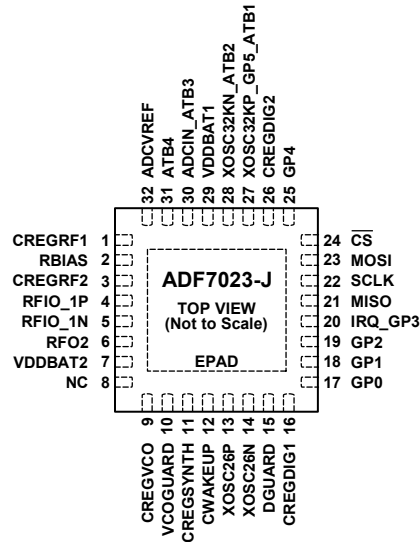 32 ADCVREF
31 ATB4
30 ADCIN_ATB3
29 VDDBAT1
28 XOSC32KN_ATB2
27 XOSC32KP_GP5_ATB1
26 CREGDIG2
25 GP4
CREGRF1 1
RBIAS 2
CREGRF2 3
RFIO_1P 4
RFIO_1N 5
RFO2 6
VDDBAT2 7
NC 8
ADF7023-J
TOP VIEW
(Not to Scale)
EPAD
24 CS
23 MOSI
22 SCLK
21 MISO
20 IRQ_GP3
19 GP2
18 GP1
17 GP0
CREGVCO 9
VCOGUARD 10
CREGSYNTH 11
CWAKEUP 12
XOSC26P 13
XOSC26N 14
DGUARD 15
CREGDIG1 16